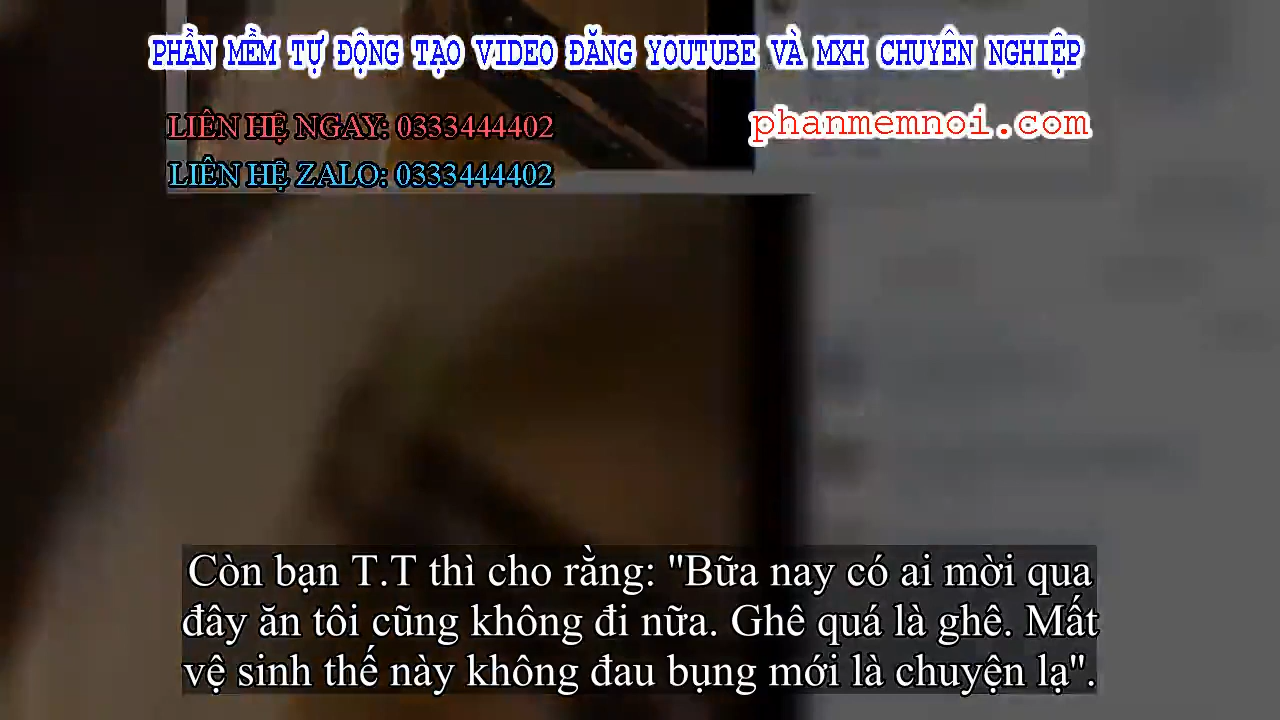 PHẦN MỀM TỰ ĐỘNG TẠO VIDEO ĐĂNG YOUTUBE VÀ MXH CHUYÊN NGHIỆP
LIÊN HỆ NGAY: 0333444402
phanmemnoi.com
LIÊN HỆ ZALO: 0333444402
Còn bạn T.T thì cho rằng: "Bữa nay có ai mời qua
đây ăn tôi cũng không đi nữa. Ghê quá là ghê. Mất
vệ sinh thế này không đau bụng mới là chuyện lạ".